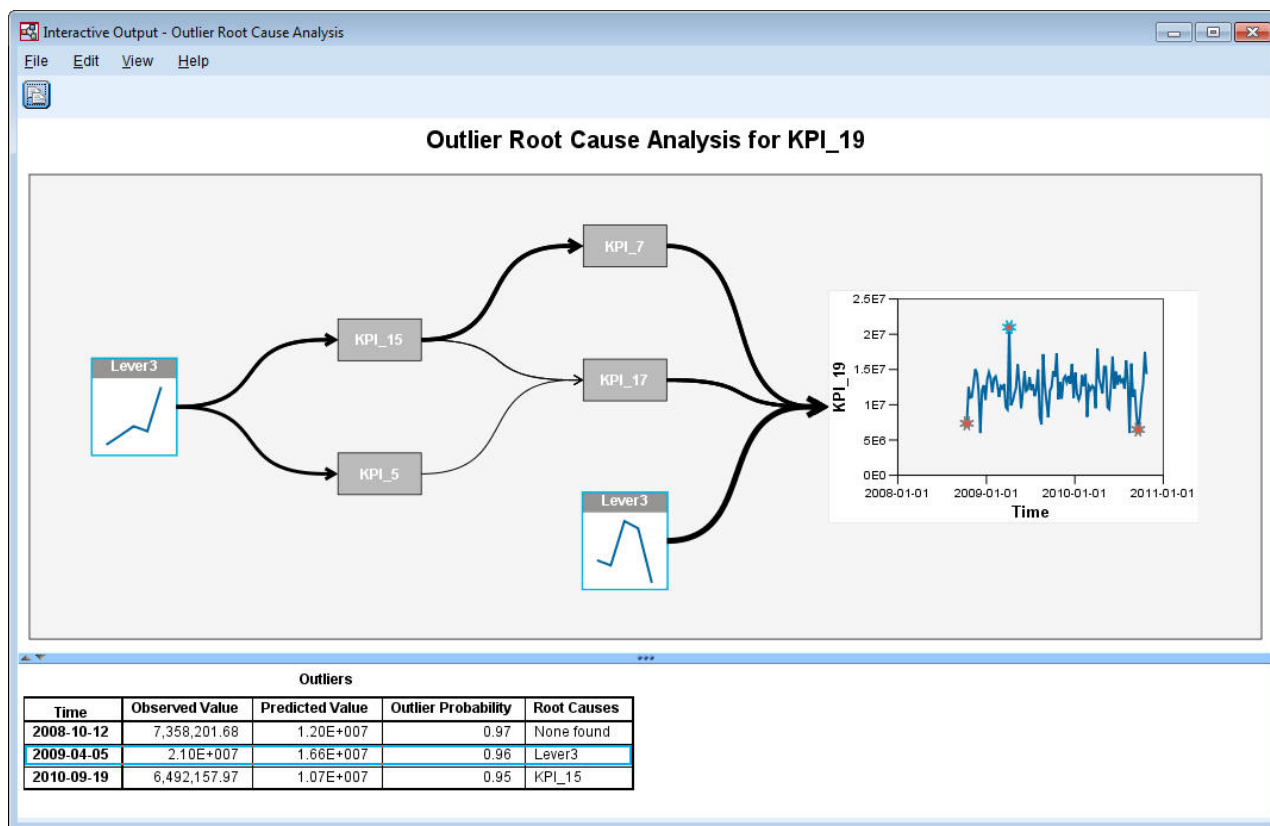 Interactive Output - Outlier Root Cause Analysis
File Edit View Help
Outlier Root Cause Analysis for KPI_19
KPI_7
KPI_15
KPI_17
Lever3
KPI_5
Lever3
KPI_19
2.5E7
2E7
1.5E7
1E7
5E6
0E0
2008-01-01 2009-01-01 2010-01-01 2011-01-01
Time
Outliers
Time Observed Value Predicted Value Outlier Probability Root Causes
2008-10-12 7,358,201.68 1.20E+007 0.97 None found
2009-04-05 2.10E+007 1.66E+007 0.96 Lever3
2010-09-19 6,492,157.97 1.07E+007 0.95 KPI_15